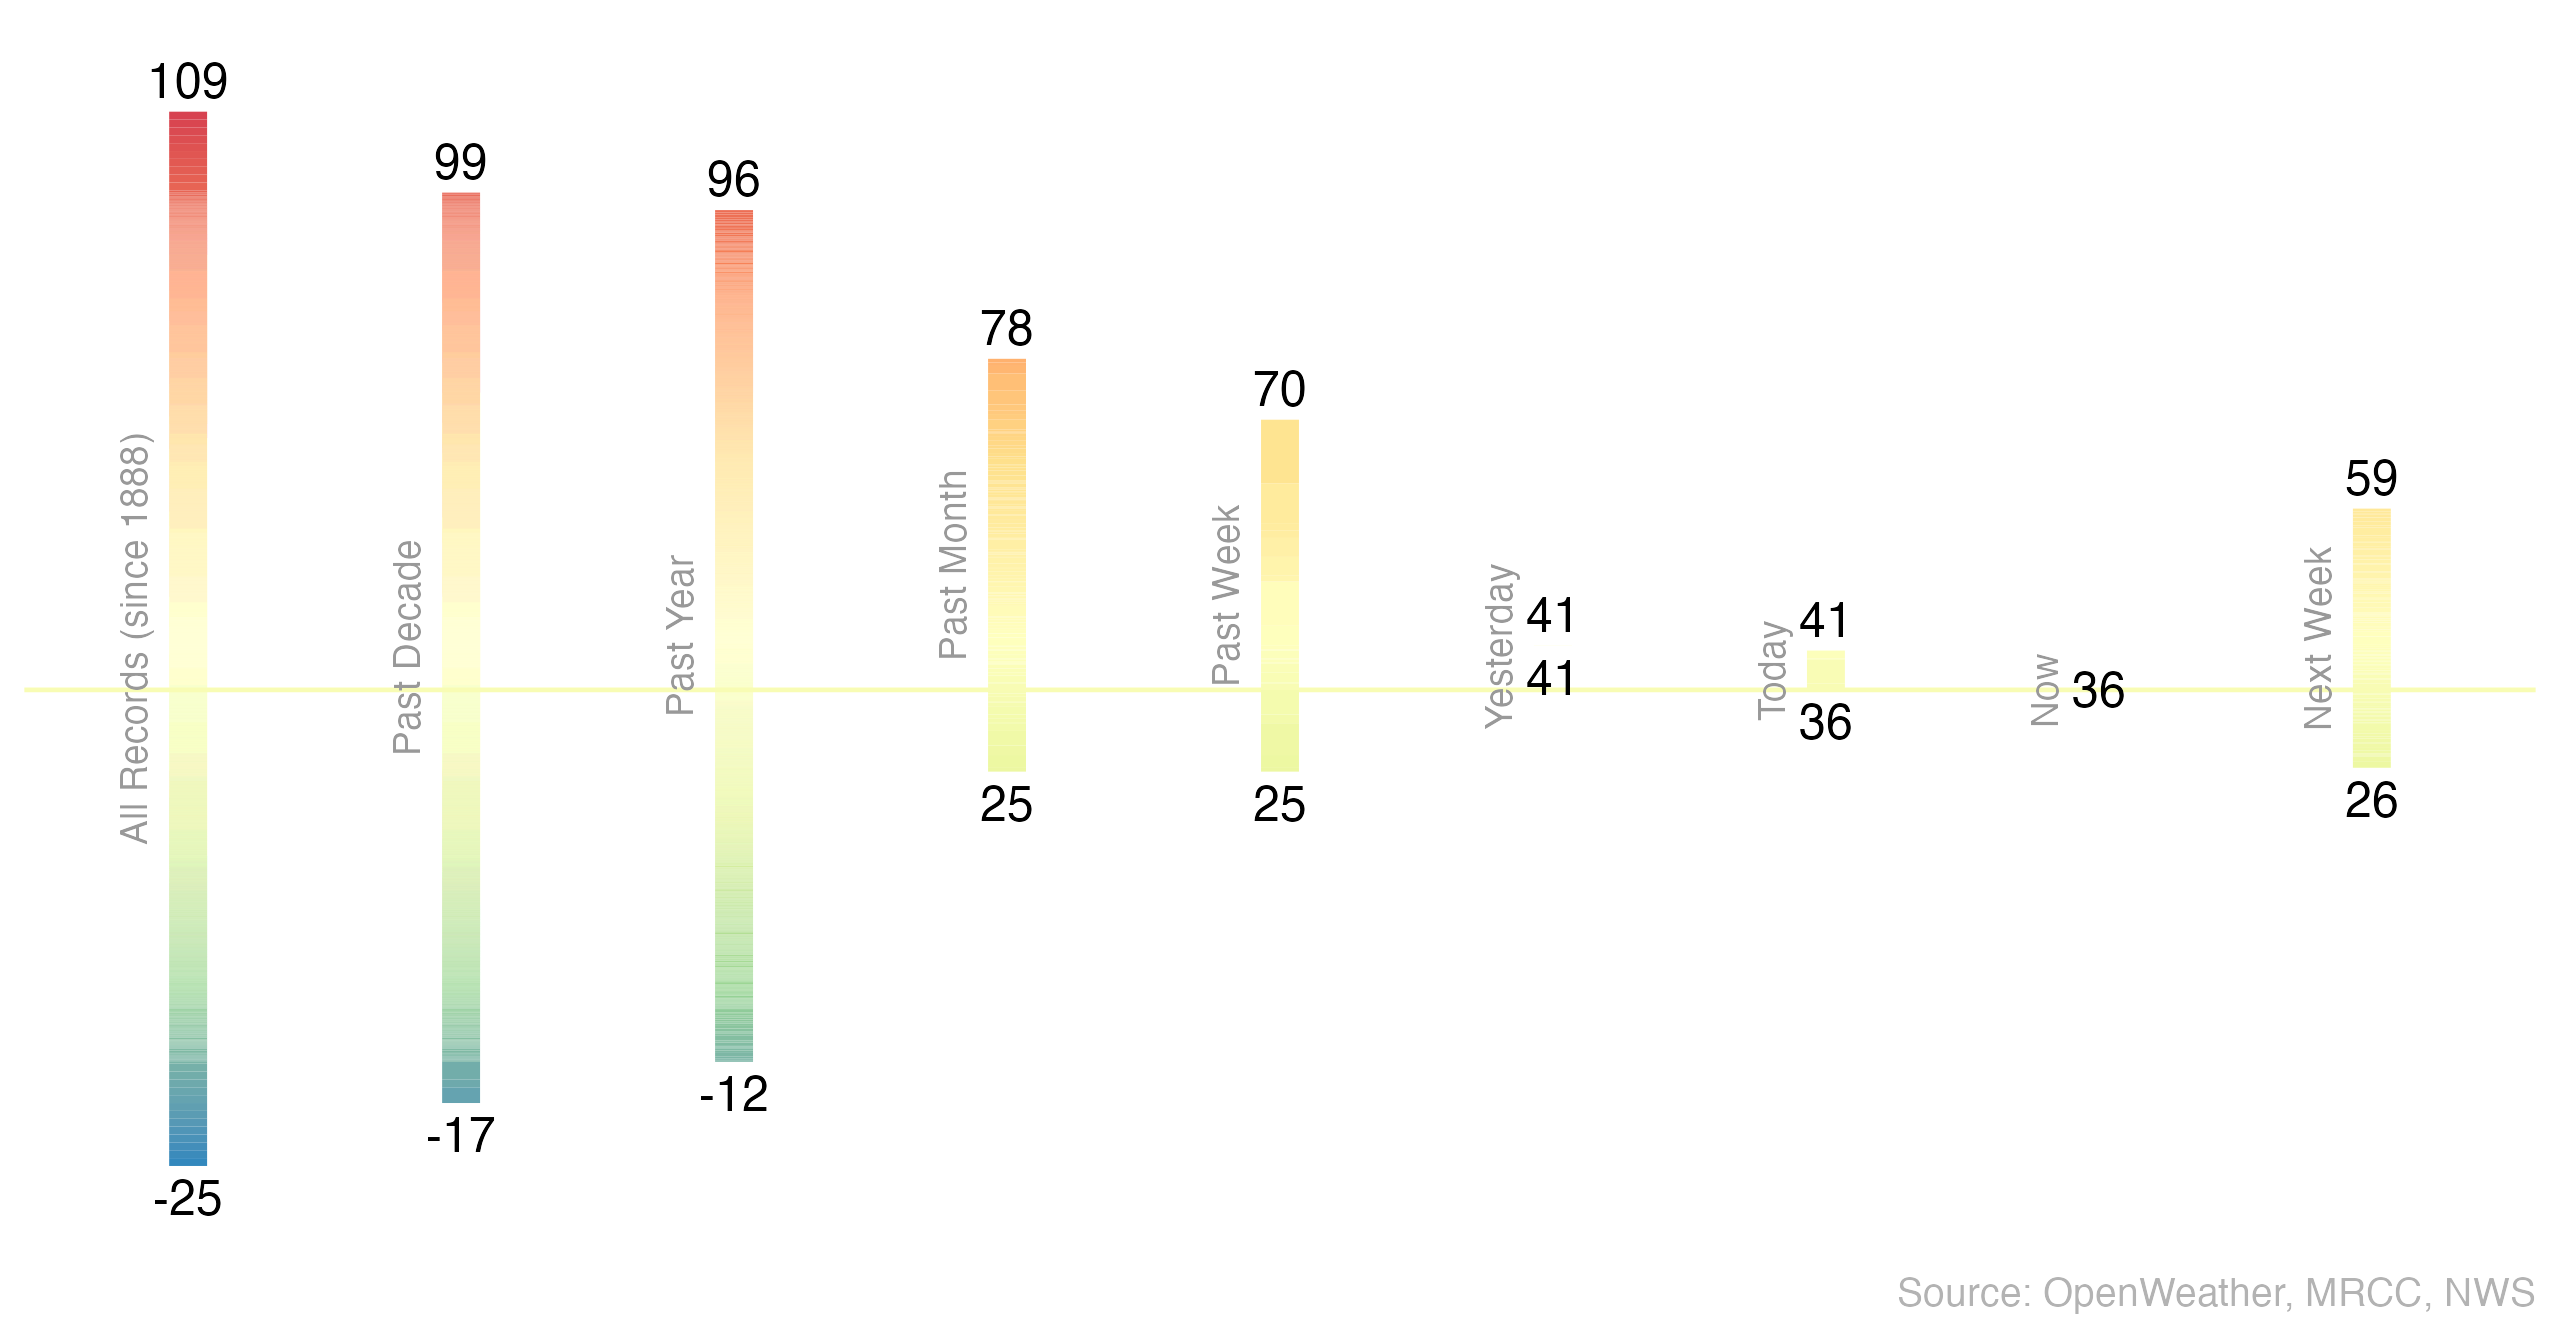 All Records (since 1888)
109
-25
Past Decade
99
-17
Past Year
96
-12
Past Month
78
25
Past Week
70
25
Yesterday
41
41
Today
41
36
Now
36
Next Week
59
26
Source: OpenWeather, MRCC, NWS